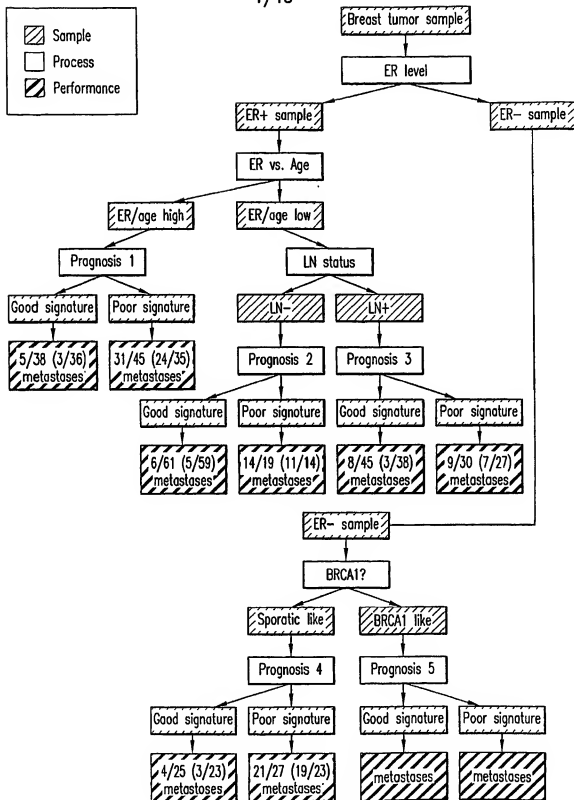 Sample
Process
Performance
Breast tumor sample
ER level
ER+ sample
ER- sample
ER vs. Age
ER/age high
ER/age low
Pragnosis 1
LN status
Good signature
Poor signature
LN-
LN+
5/38 (3/36)
metastases
31/45 (24/35)
metastases
Prognosis 2
Prognosis 3
Good signature
Poor signature
Good signature
Poor signature
6/61 (5/59)
metastases
14/19 (11/14)
metastases
8/45 (3/38)
metastases
9/30 (7/27)
metastases
ER- sample
BRCA1?
Sporatic like
BRCA1 like
Prognosis 4
Prognosis 5
Good signature
Poor signature
Good signature
Poor signature
4/25 (3/23)
metastoses
21/27 (19/23)
metastases
metastases
metastases